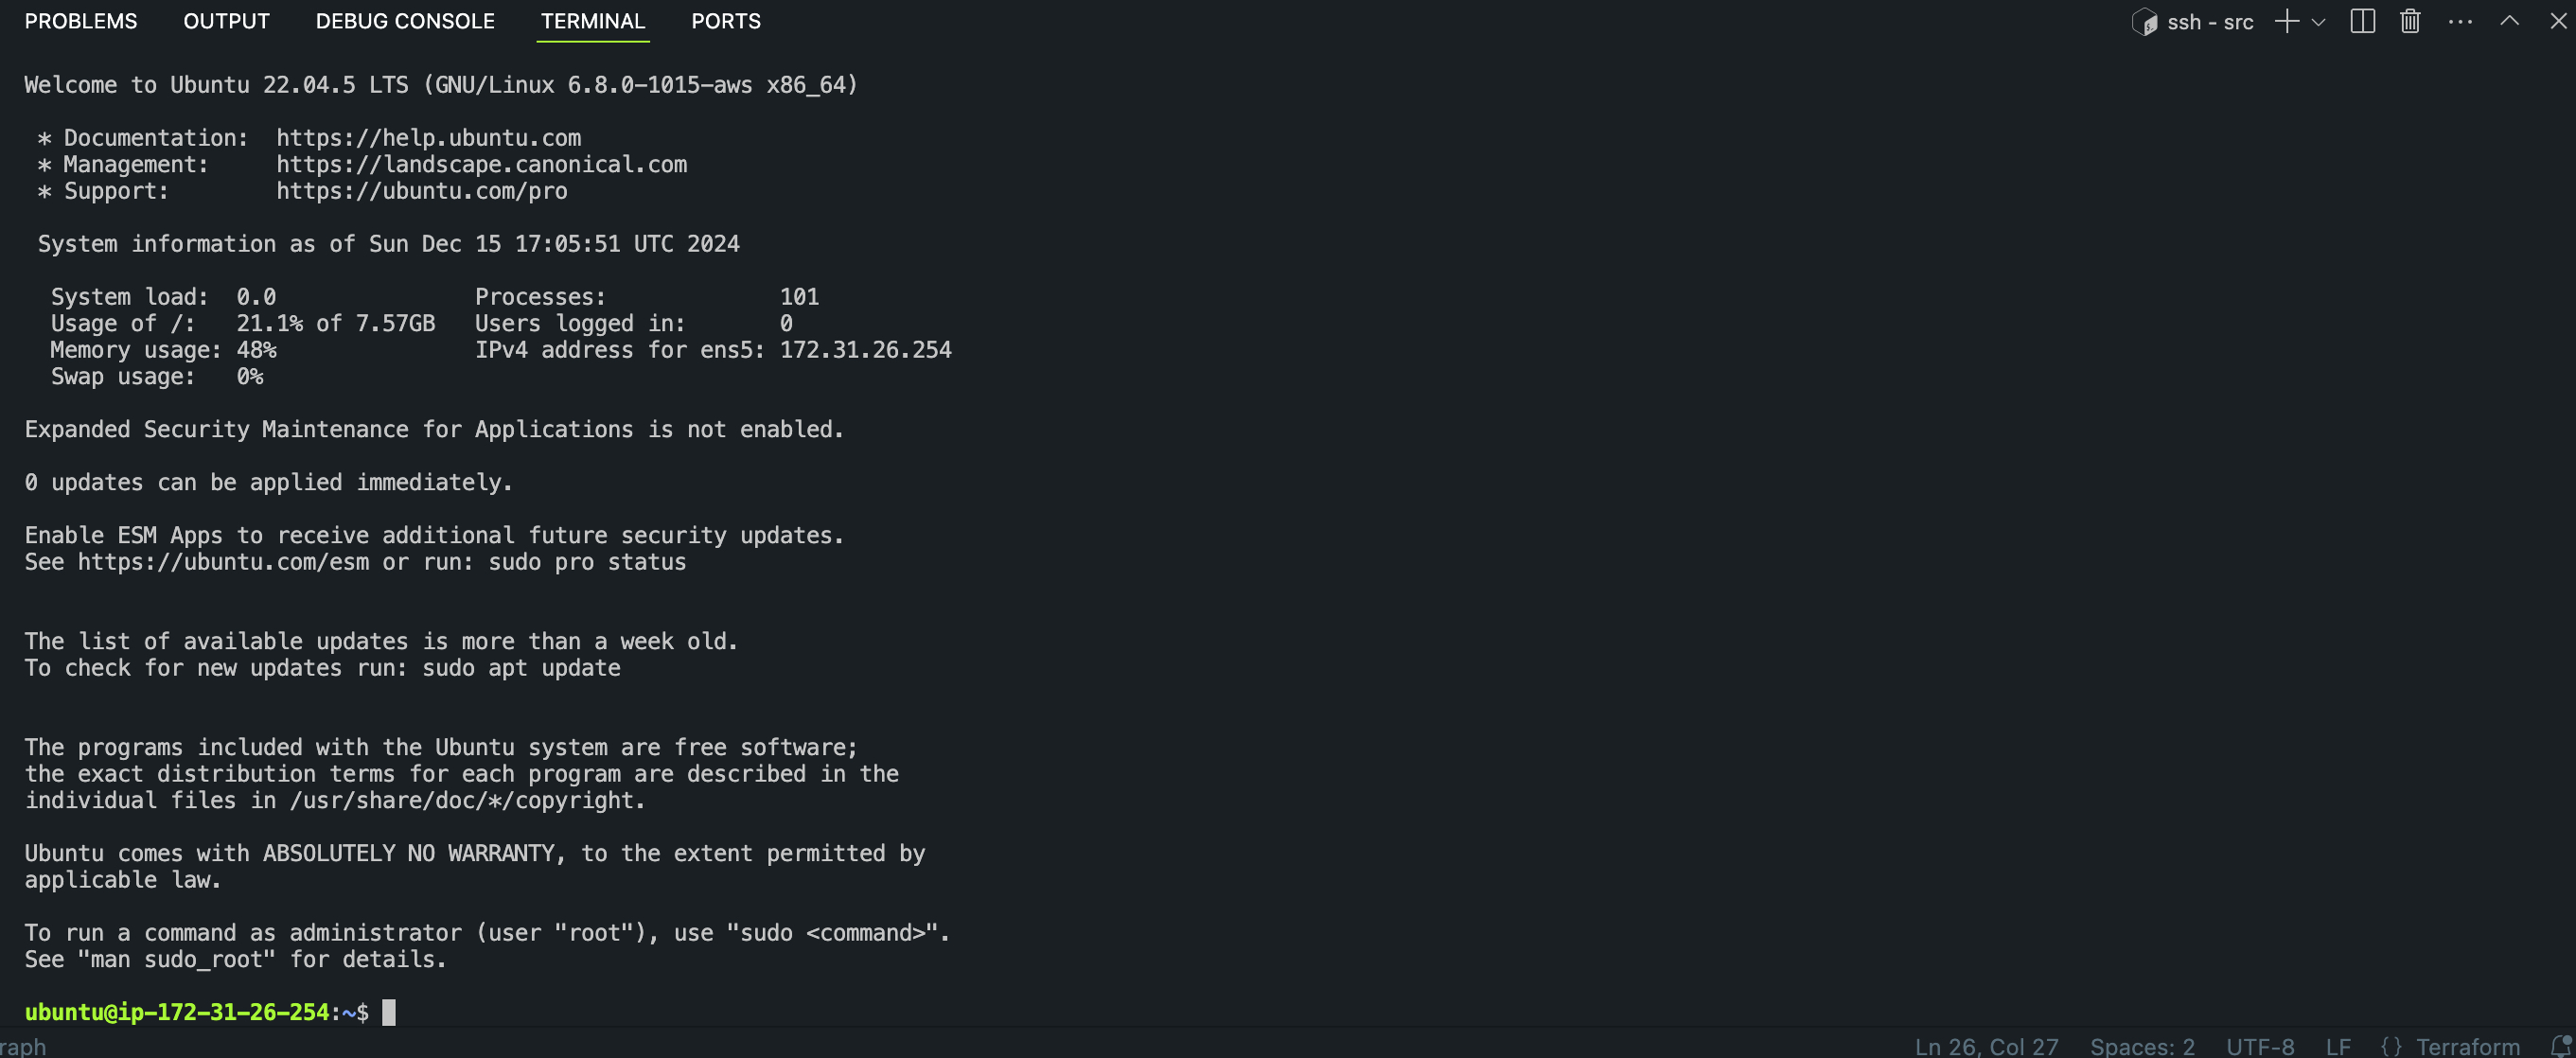 PROBLEMS OUTPUT DEBUG CONSOLE TERMINAL PORTS ssh - src
Welcome to Ubuntu 22.04.5 LTS (GNU/Linux 6.8.0-1015-aws x86_64)
* Documentation: https://help.ubuntu.com
* Management: https://landscape.canonical.com
* Support: https://ubuntu.com/pro
System information as of Sun Dec 15 17:05:51 UTC 2024
System load: 0.0 Processes: 101
Usage of /: 21.1% of 7.57GB Users logged in: 0
Memory usage: 48% IPv4 address for ens5: 172.31.26.254
Swap usage: 0%
Expanded Security Maintenance for Applications is not enabled.
0 updates can be applied immediately.
Enable ESM Apps to receive additional future security updates.
See https://ubuntu.com/esm or run: sudo pro status
The list of available updates is more than a week old.
To check for new updates run: sudo apt update
The programs included with the Ubuntu system are free software;
the exact distribution terms for each program are described in the
individual files in /usr/share/doc/*/copyright.
Ubuntu comes with ABSOLUTELY NO WARRANTY, to the extent permitted by
applicable law.
To run a command as administrator (user "root"), use "sudo <command>".
See "man sudo_root" for details.
ubuntu@ip-172-31-26-254:~$
raph Ln 26, Col 27 Spaces: 2 UTF-8 LF {} Terraform